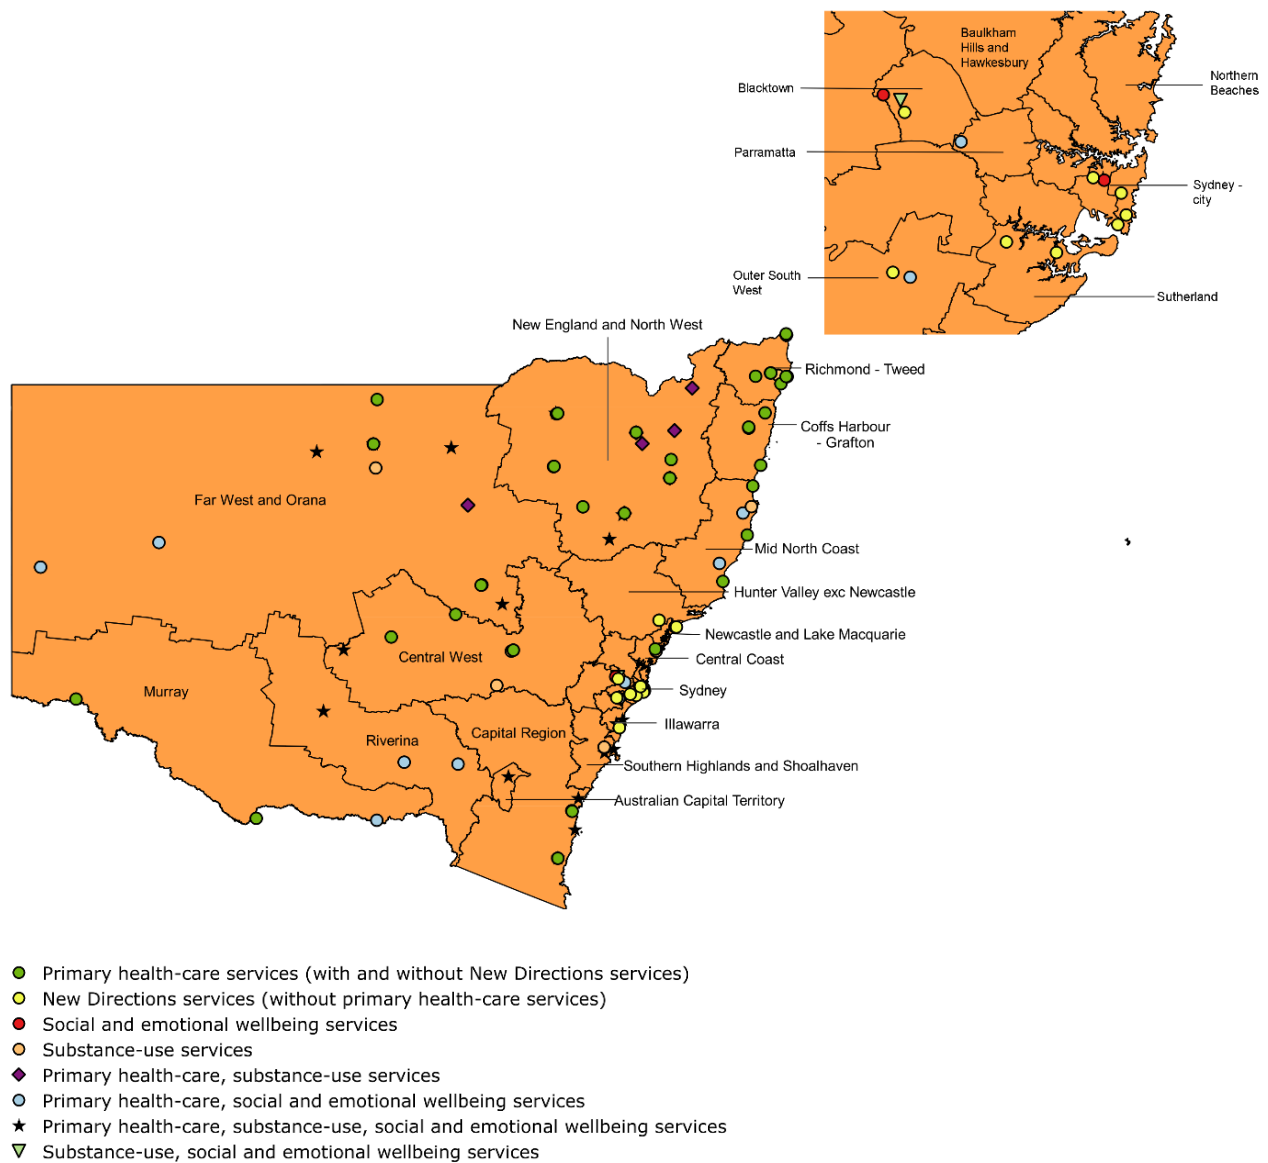 Baulkham
Hills and
Hawkesbury
Northern
Beaches
Blacktown
Parramatta
Sydney -
city
Outer South
West
Sutherland
New England and North West
Richmond - Tweed
Coffs Harbour
- Grafton
Far West and Orana
Mid North Coast
Hunter Valley exc Newcastle
Newcastle and Lake Macquarie
Central West
Central Coast
Murray
Sydney
Illawarra
Capital Region
Riverina
Southern Highlands and Shoalhaven
Australian Capital Territory
Primary health-care services (with and without New Directions services)
New Directions services (without primary health-care services)
Social and emotional wellbeing services
Substance-use services
Primary health-care, substance-use services
Primary health-care, social and emotional wellbeing services
Primary health-care, substance-use, social and emotional wellbeing services
Substance-use, social and emotional wellbeing services